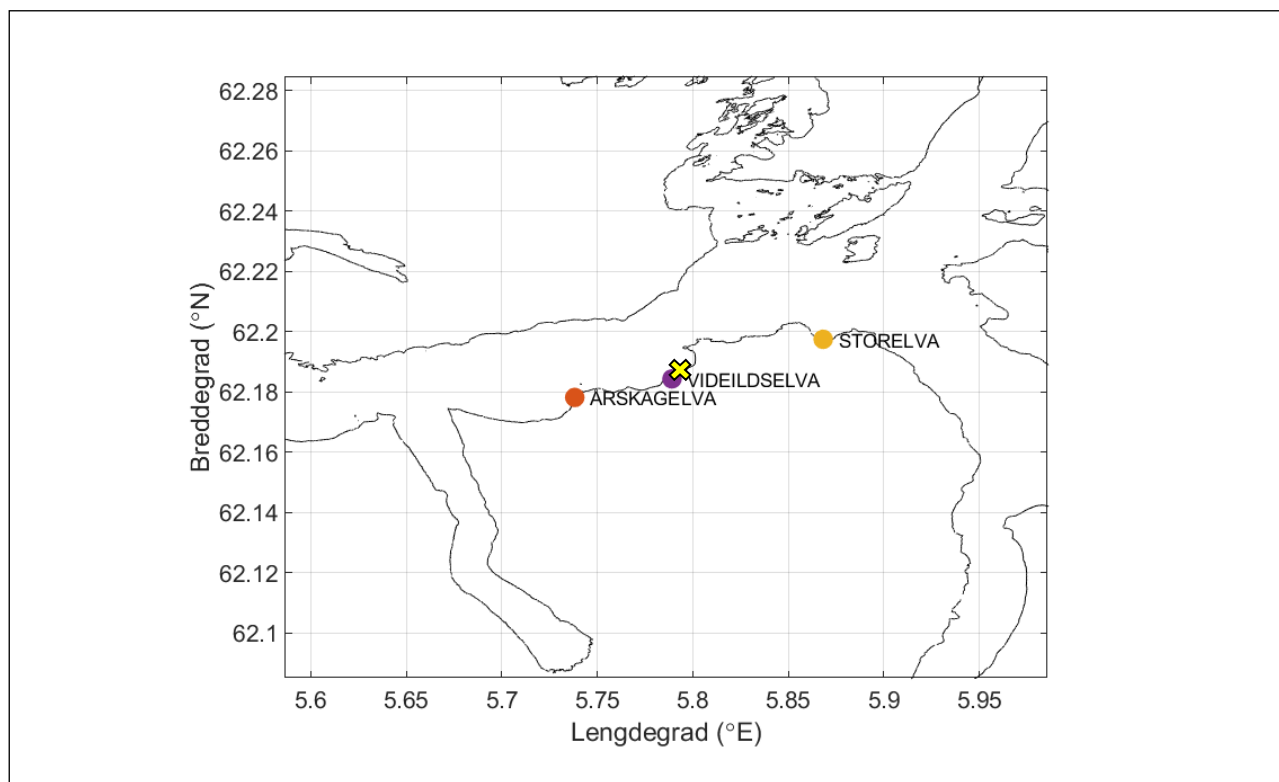 62.28
62.26
62.24
62.22
62.2
62.18
62.16
62.14
62.12
62.1
Breddegrad (°N)
STORELVA
VIDEILDSELVA
ÅRSKAGELVA
5.6 5.65 5.7 5.75 5.8 5.85 5.9 5.95
Lengdegrad (°E)